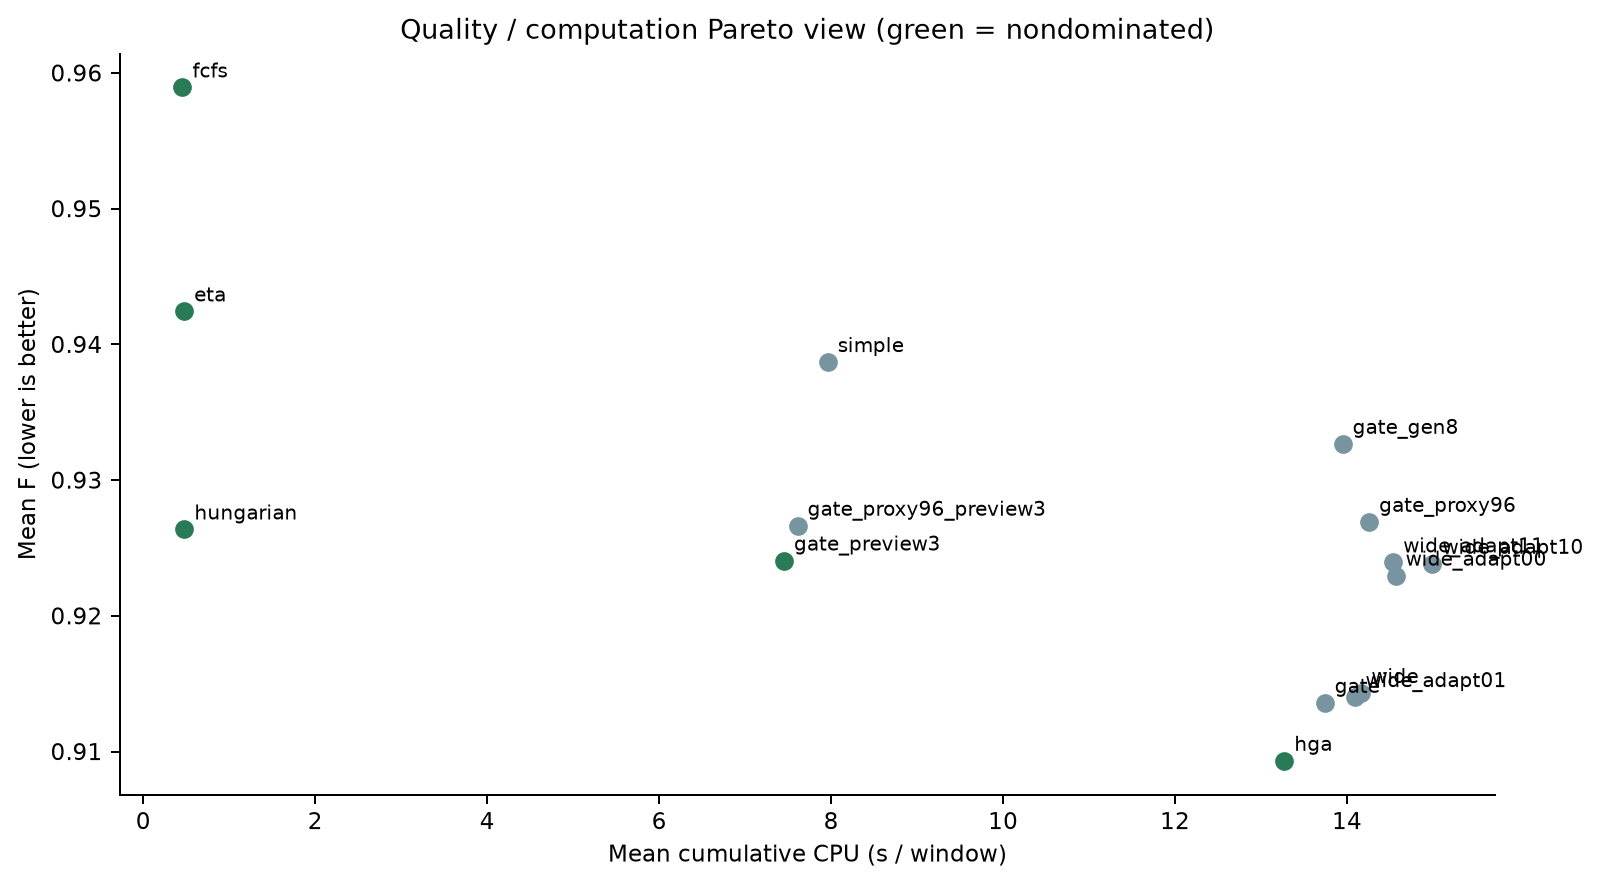 Quality / computation Pareto view (green = nondominated)
Mean F (lower is better)
0.96
0.95
0.94
0.93
0.92
0.91
fcfs
eta
simple
gate_gen8
hungarian
gate_proxy96_preview3
gate_proxy96
gate_preview3
wide_adapt11
wide_adapt10
wide_adapt00
wide
wide_adapt01
gate
hga
0 2 4 6 8 10 12 14
Mean cumulative CPU (s / window)